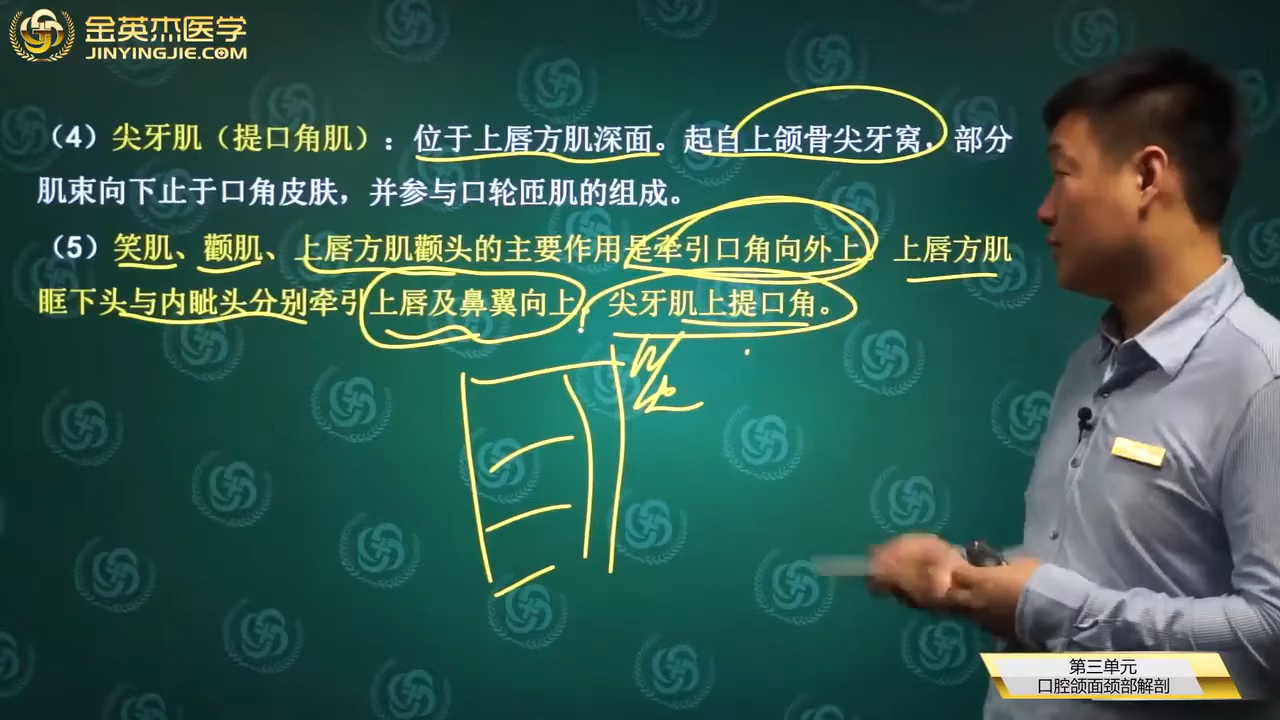 金英杰医学
JINYINGJIE.COM
（4）尖牙肌（提口角肌）：位于上唇方肌深面。起自上颌骨尖牙窝，部分
肌束向下止于口角皮肤，并参与口轮匝肌的组成。
（5）笑肌、颧肌、上唇方肌颧头的主要作用是牵引口角向外上。上唇方肌
眶下头与内眦头分别牵引上唇及鼻翼向上，尖牙肌上提口角。
第三单元
口腔颌面颈部解剖